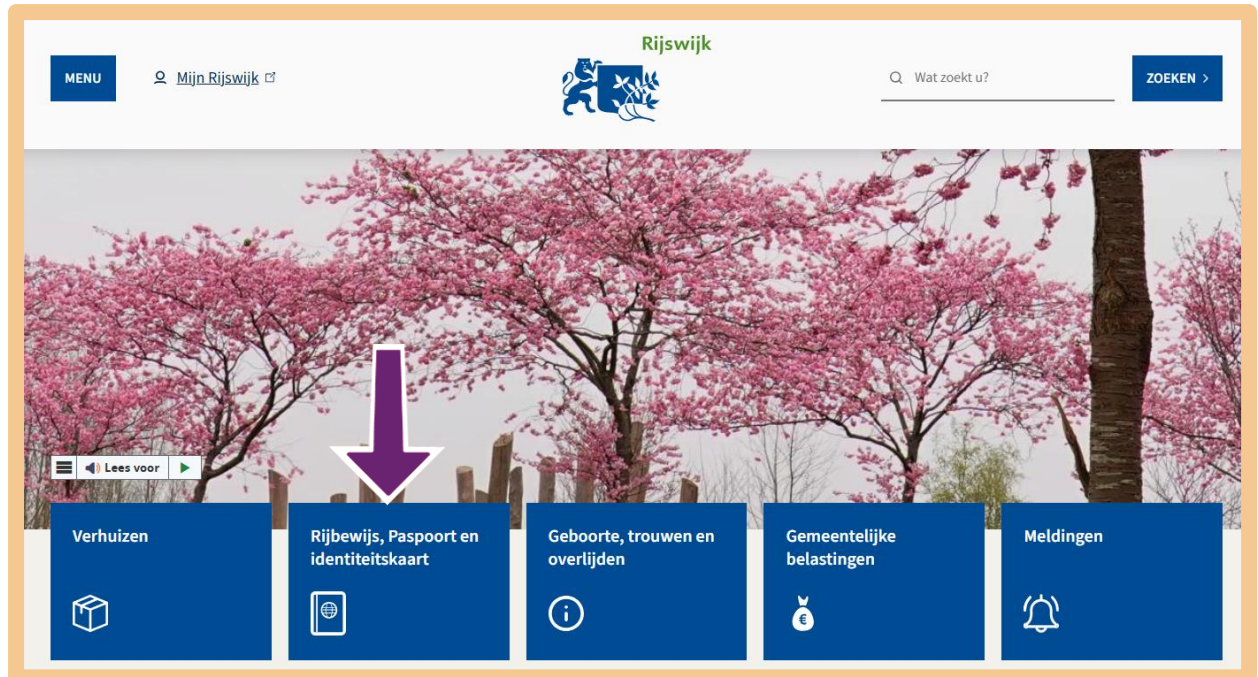 Rijswijk
MENU
Mijn Rijswijk
Wat zoekt u?
ZOEKEN >
Lees voor
Verhuizen
Rijbewijs, Paspoort en
identiteitskaart
Geboorte, trouwen en
overlijden
Gemeentelijke
belastingen
Meldingen